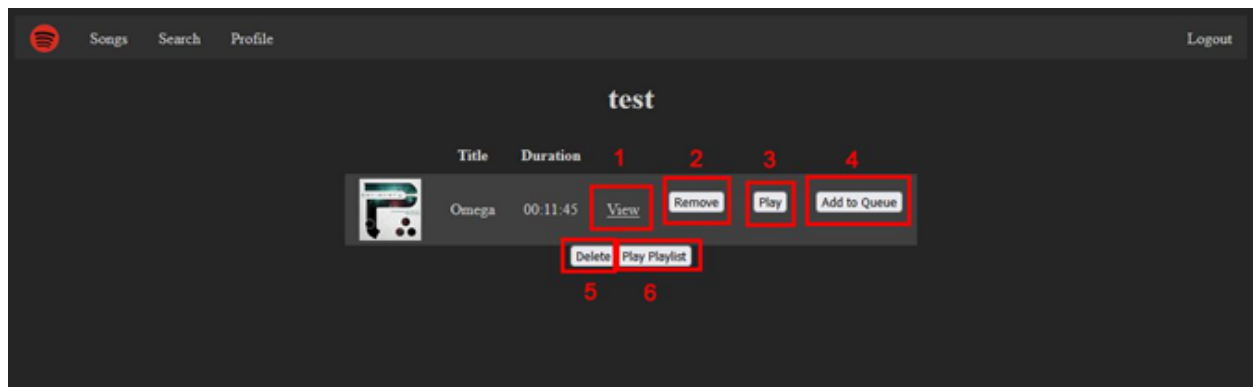 Songs Search Profile Logout
test
Title Duration 1 2 3 4
Omega 00:11:45 View Remove Play Add to Queue
Delete Play Playlist
5 6